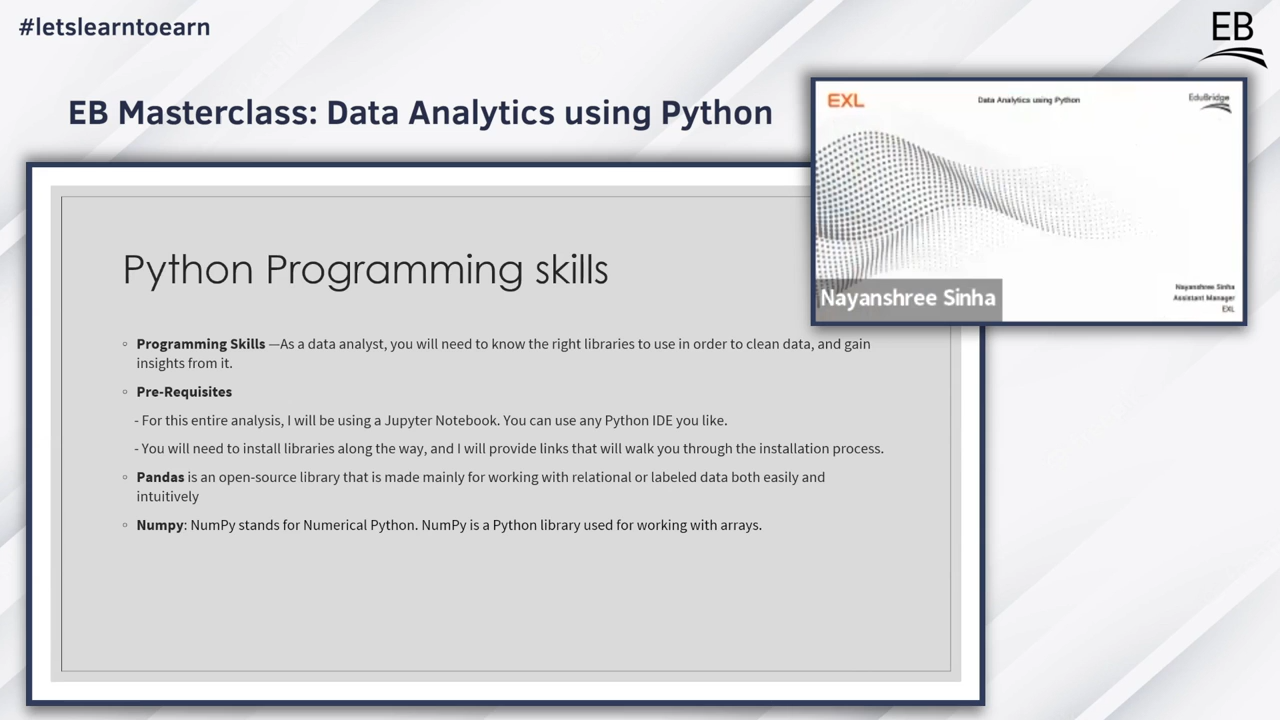 #letslearntoearn
EB
EB Masterclass: Data Analytics using Python
EXL
Data Analytics using Python
EduBridge
Nayanshree Sinha
Nayanshree Sinha
Assistant Manager
EXL
Python Programming skills
◦ Programming Skills —As a data analyst, you will need to know the right libraries to use in order to clean data, and gain
insights from it.
◦ Pre-Requisites
- For this entire analysis, I will be using a Jupyter Notebook. You can use any Python IDE you like.
- You will need to install libraries along the way, and I will provide links that will walk you through the installation process.
◦ Pandas is an open-source library that is made mainly for working with relational or labeled data both easily and
intuitively
◦ Numpy: NumPy stands for Numerical Python. NumPy is a Python library used for working with arrays.